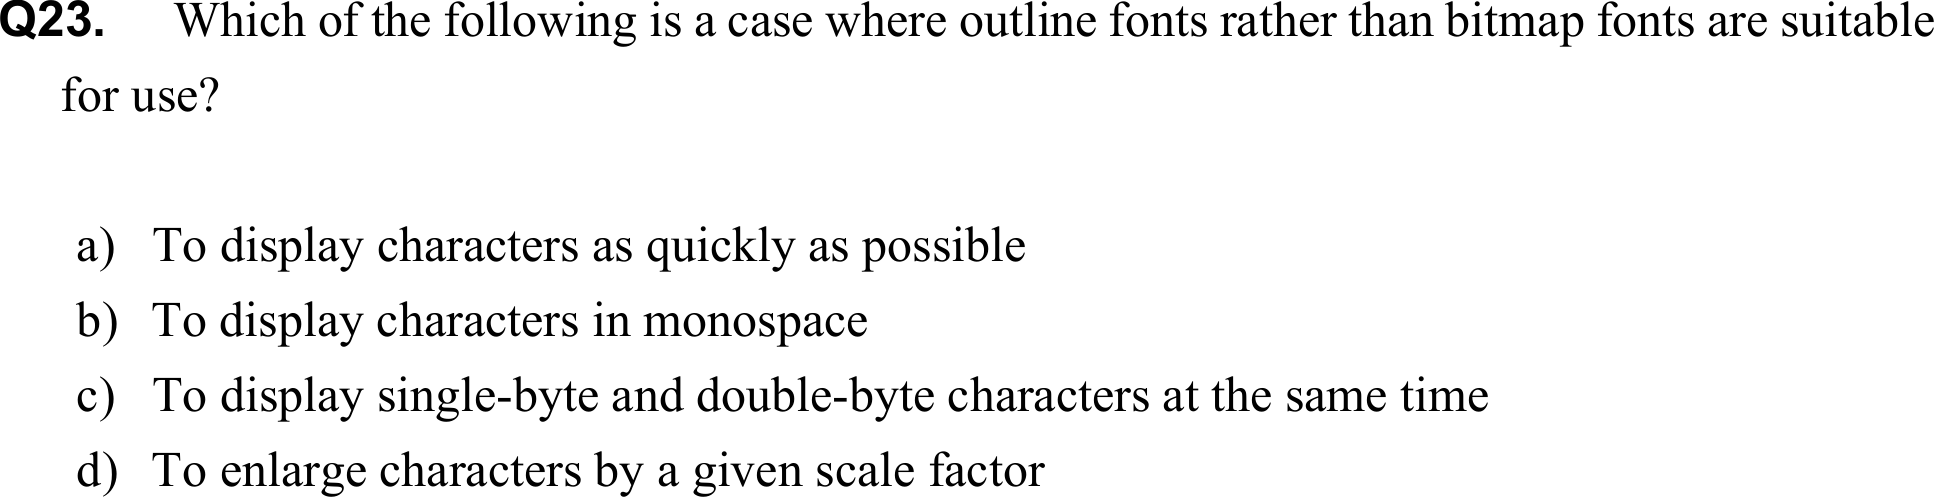 Q23. Which of the following is a case where outline fonts rather than bitmap fonts are suitable
for use?
a) To display characters as quickly as possible
b) To display characters in monospace
c) To display single-byte and double-byte characters at the same time
d) To enlarge characters by a given scale factor